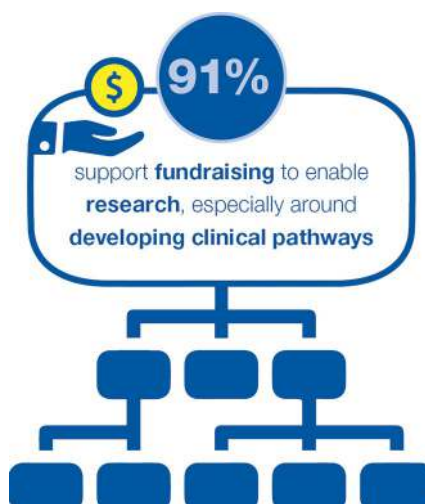 $
91%
support fundraising to enable
research, especially around
developing clinical pathways